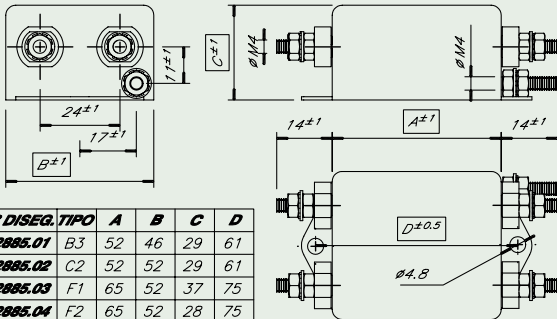 24±1
17±1
B±1
11±1
C±1
øM4
øM4
14±1
A±1
14±1
D±0.5
ø4.8
DISEG. TIPO A B C D
2885.01 B3 52 46 29 61
2885.02 C2 52 52 29 61
2885.03 F1 65 52 37 75
2885.04 F2 65 52 28 75